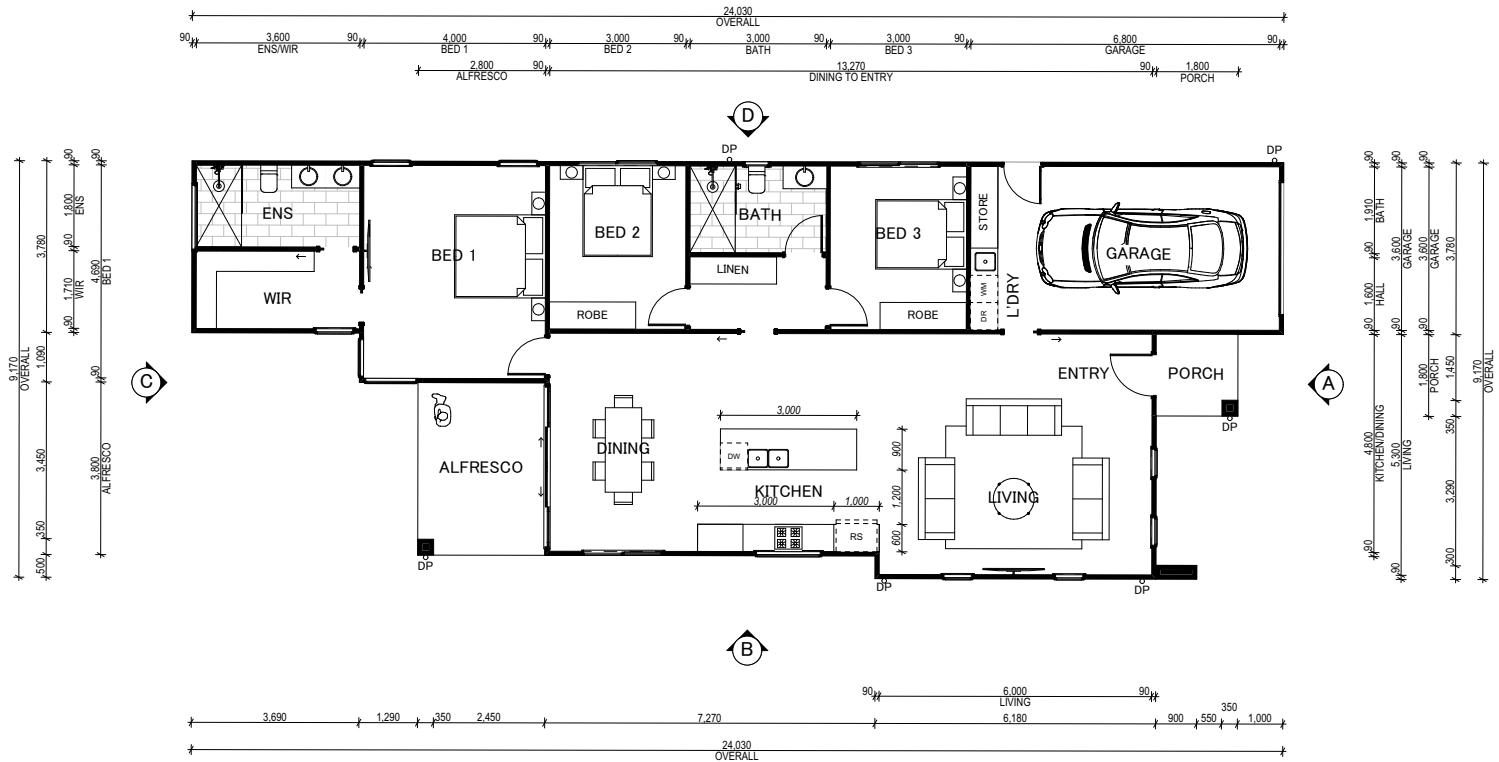 24,030
OVERALL
90 3,600 90 4,000 90 3,000 90 3,000 90 3,000 90 6,800 90
ENS/WIR BED 1 BED 2 BATH BED 3 GARAGE
2,800 90 13,270 90 1,800
ALFRESCO DINING TO ENTRY PORCH
D
DP DP
9,170
OVERALL
3,780
1,090
3,450
350
500
90
1,800
ENS
90
1,710
WIR
90
90
4,690
BED 1
90
3,800
ALFRESCO
C
ENS
WIR
BED 1
BED 2
ROBE
BATH
LINEN
BED 3
ROBE
STORE
WM
DR
L'DRY
GARAGE
ENTRY
PORCH
DP
ALFRESCO
DP
DINING
3,000
DW
KITCHEN
3,000 1,000
RS
900
1,200
600
LIVING
DP
DP
90
1,910
BATH
90
1,600
HALL
90
4,800
KITCHEN/DINING
90
90
3,600
GARAGE
90
5,300
LIVING
90
90
3,600
GARAGE
90
1,800
PORCH
3,780
1,450
350
3,290
300
9,170
OVERALL
A
B
90 6,000 90
LIVING
3,690 1,290 350 2,450 7,270 6,180 900 550 350 1,000
24,030
OVERALL